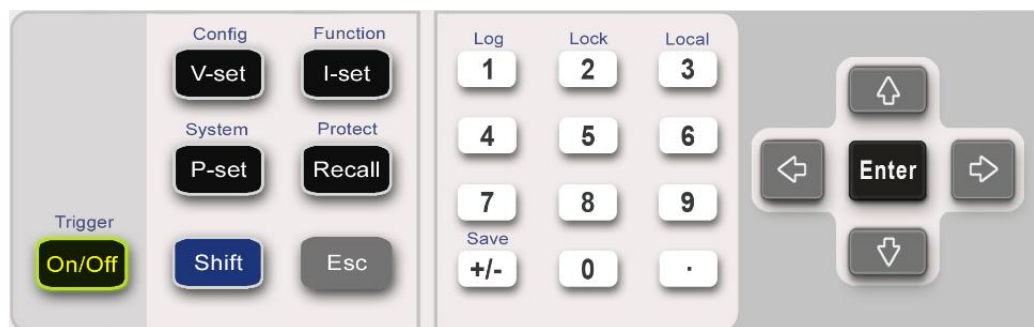 Config Function
V-set I-set
System Protect
P-set Recall
Trigger
On/Off Shift Esc
Log Lock Local
1 2 3
4 5 6
7 8 9
Save
+/- 0 .
Enter